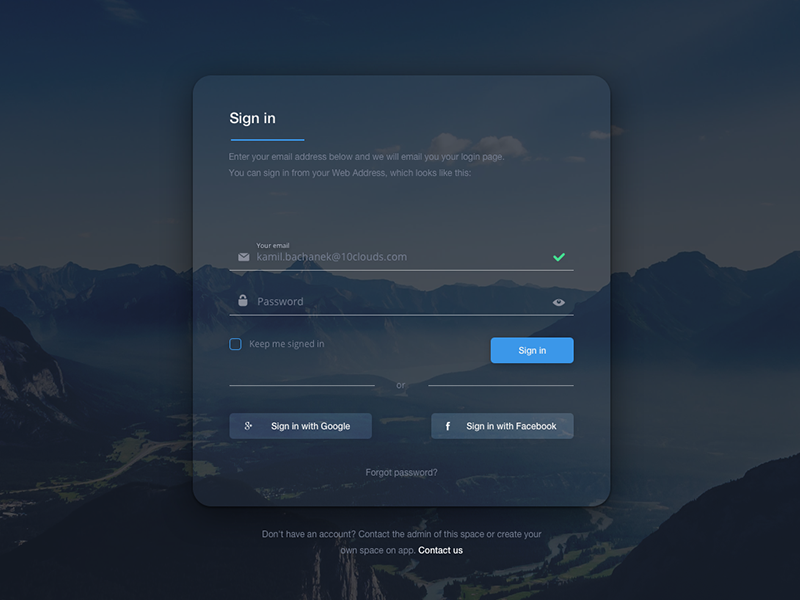 Sign in
Enter your email address below and we will email you your login page.
You can sign in from your Web Address, which looks like this:
Your email
kamil.bachanek@10clouds.com
Password
Keep me signed in
Sign in
or
Sign in with Google
Sign in with Facebook
Forgot password?
Don't have an account? Contact the admin of this space or create your
own space on app. Contact us